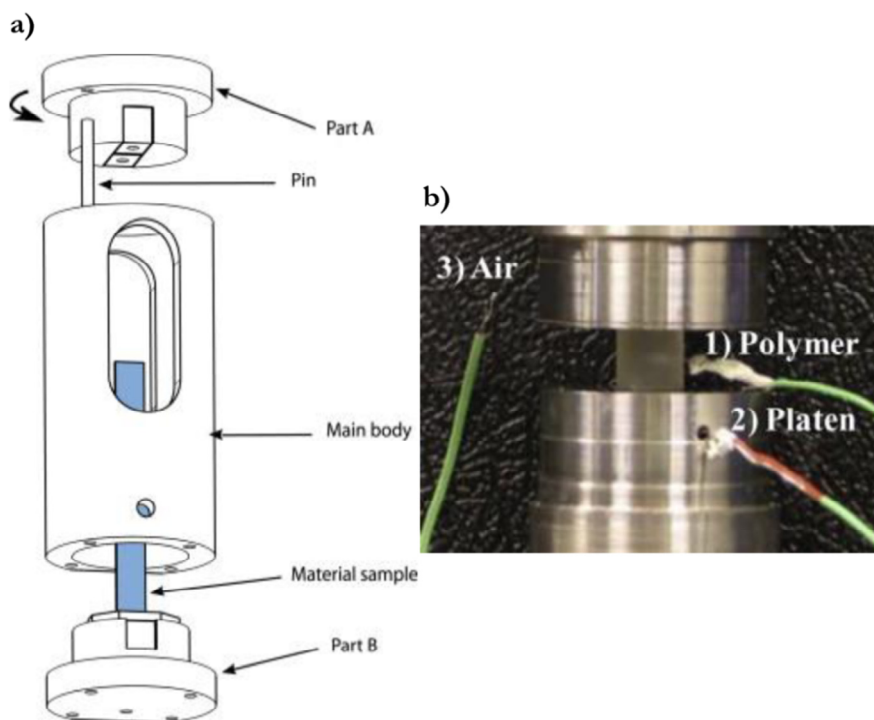 a)
Part A
Pin
b)
3) Air
1) Polymer
2) Platen
Main body
Material sample
Part B